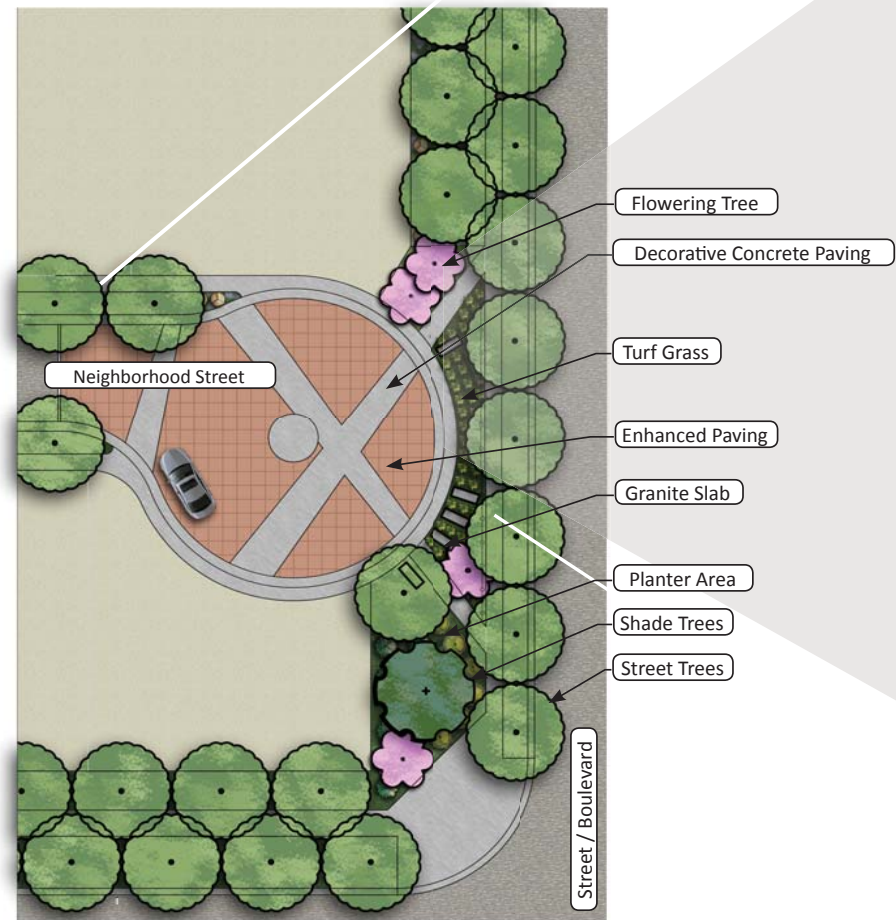 Flowering Tree
Decorative Concrete Paving
Turf Grass
Neighborhood Street
Enhanced Paving
Granite Slab
Planter Area
Shade Trees
Street Trees
Street / Boulevard